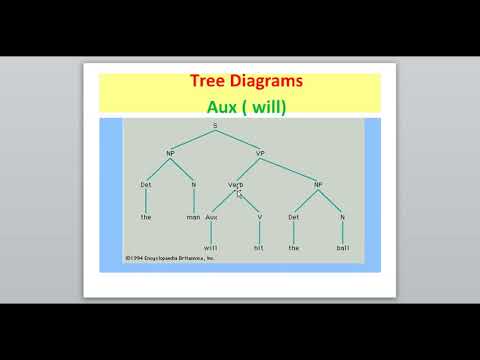 Tree Diagrams
Aux ( will)
S
NP VP
Det N Verb NP
the man Aux V Det N
will hit the ball
©1994 Encyclopaedia Britannica, Inc.